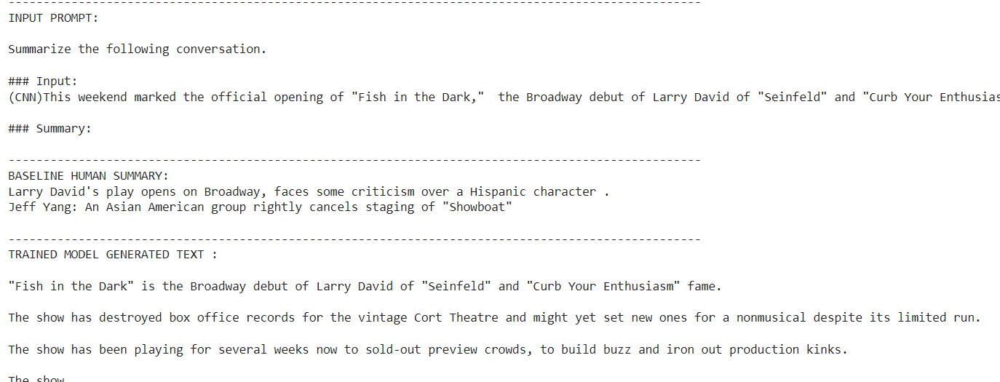 ---------------------------------------------------------------------------------------------------
INPUT PROMPT:
Summarize the following conversation.
### Input:
(CNN)This weekend marked the official opening of "Fish in the Dark,"  the Broadway debut of Larry David of "Seinfeld" and "Curb Your Enthusias
### Summary:
---------------------------------------------------------------------------------------------------
BASELINE HUMAN SUMMARY:
Larry David's play opens on Broadway, faces some criticism over a Hispanic character .
Jeff Yang: An Asian American group rightly cancels staging of "Showboat"
---------------------------------------------------------------------------------------------------
TRAINED MODEL GENERATED TEXT :
"Fish in the Dark" is the Broadway debut of Larry David of "Seinfeld" and "Curb Your Enthusiasm" fame.
The show has destroyed box office records for the vintage Cort Theatre and might yet set new ones for a nonmusical despite its limited run.
The show has been playing for several weeks now to sold-out preview crowds, to build buzz and iron out production kinks.
The show